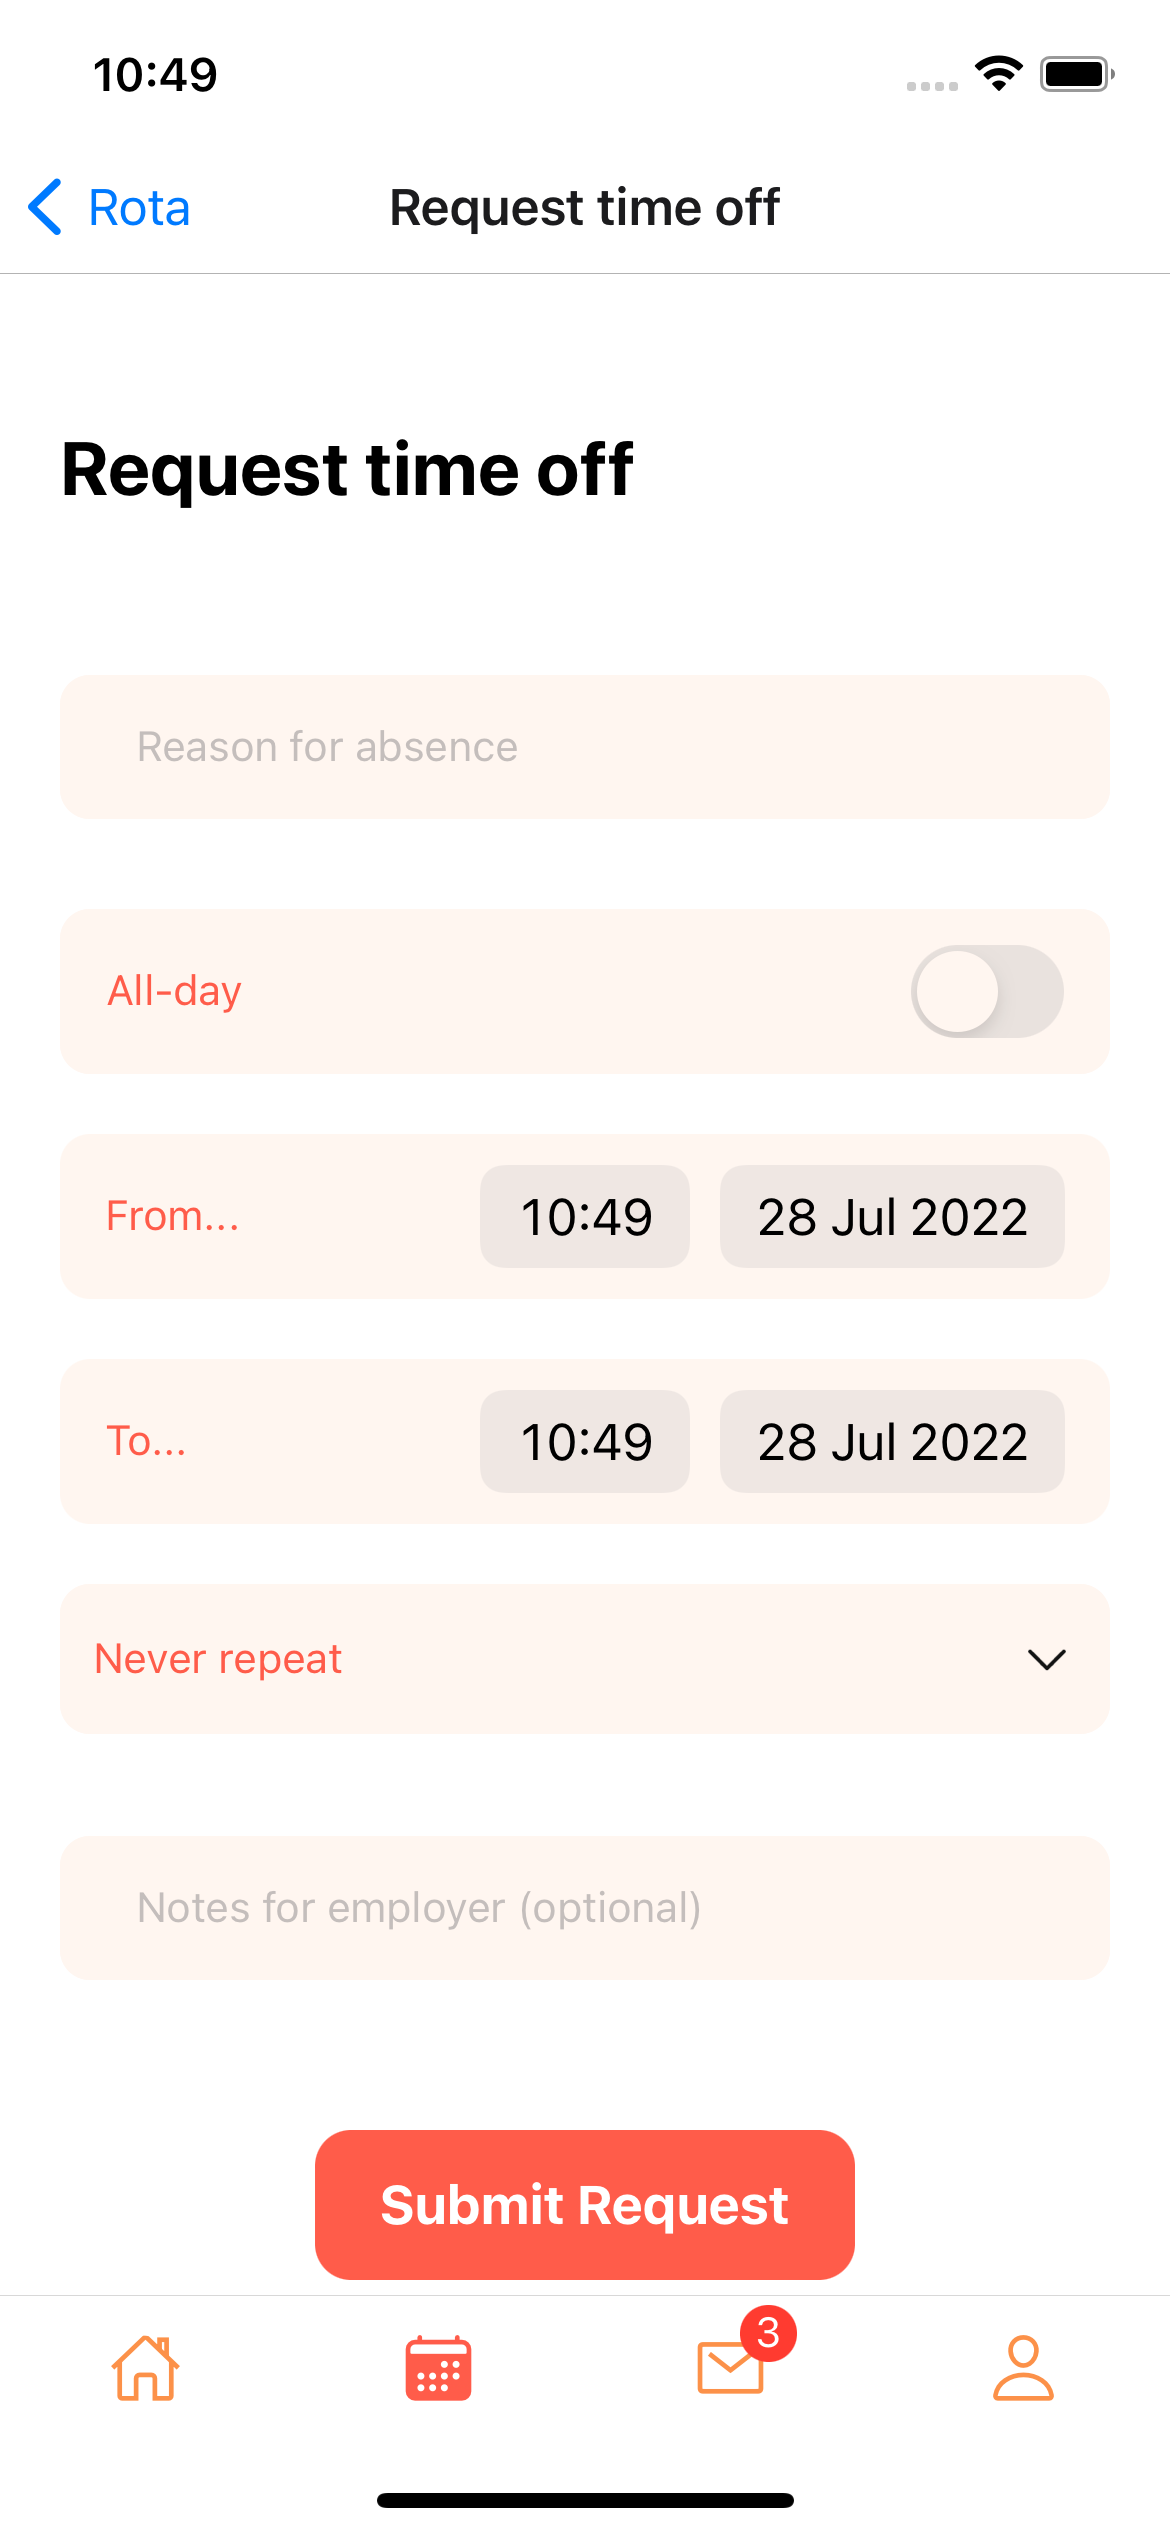 10:49
Rota
Request time off
Request time off
Reason for absence
All-day
From...
10:49
28 Jul 2022
To...
10:49
28 Jul 2022
Never repeat
Notes for employer (optional)
Submit Request
3